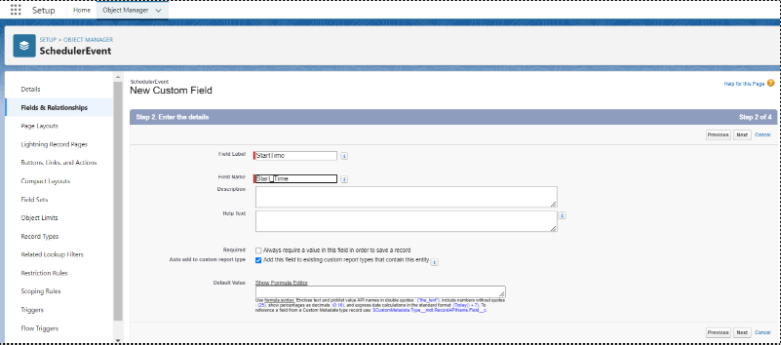 Setup
Home
Object Manager
SETUP > OBJECT MANAGER
SchedulerEvent
Details
Fields & Relationships
Page Layouts
Lightning Record Pages
Buttons, Links, and Actions
Compact Layouts
Field Sets
Object Limits
Record Types
Related Lookup Filters
Restriction Rules
Scoping Rules
Triggers
Flow Triggers
SchedulerEvent
New Custom Field
Help for this Page
Step 2. Enter the details
Step 2 of 4
Previous Next Cancel
Field Label StartTime
Field Name Start_Time
Description
Help Text
Required Always require a value in this field in order to save a record
Auto add to custom report type Add this field to existing custom report types that contain this entity
Default Value Show Formula Editor
Use formula syntax: Enclose text and picklist value API names in double quotes : ("the_text"), include numbers without quotes
: (25), show percentages as decimals: (0.10), and express date calculations in the standard format: (Today() + 7). To
reference a field from a Custom Metadata type record use: $CustomMetadata.Type__mdt.RecordAPIName.Field__c
Previous Next Cancel